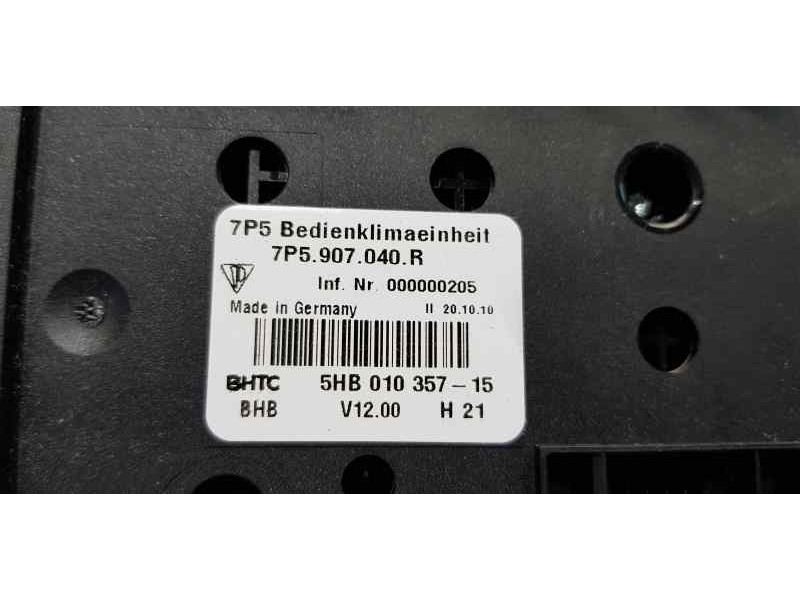 7P5 Bedienklimaeinheit
7P5.907.040.R
Inf. Nr. 000000205
Made in Germany II 20.10.10
BHTC 5HB 010 357-15
BHB V12.00 H 21